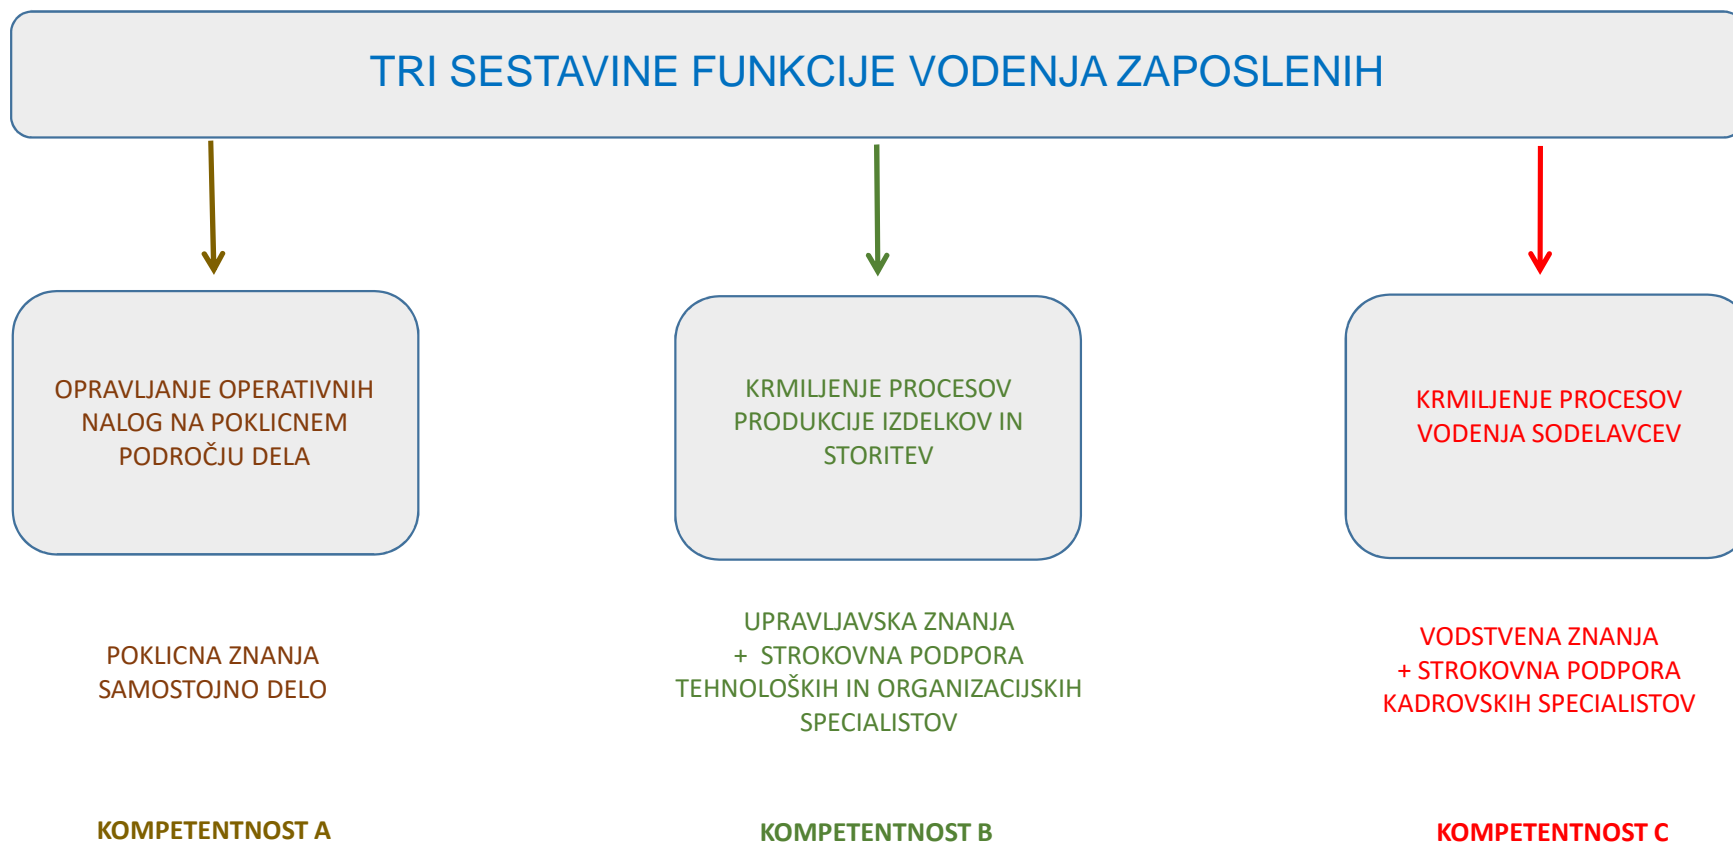 TRI SESTAVINE FUNKCIJE VODENJA ZAPOSLENIH
OPRAVLJANJE OPERATIVNIH
NALOG NA POKLICNEM
PODROČJU DELA
KRMILJENJE PROCESOV
PRODUKCIJE IZDELKOV IN
STORITEV
KRMILJENJE PROCESOV
VODENJA SODELAVCEV
POKLICNA ZNANJA
SAMOSTOJNO DELO
UPRAVLJAVSKA ZNANJA
+ STROKOVNA PODPORA
TEHNOLOŠKIH IN ORGANIZACIJSKIH
SPECIALISTOV
VODSTVENA ZNANJA
+ STROKOVNA PODPORA
KADROVSKIH SPECIALISTOV
KOMPETENTNOST A
KOMPETENTNOST B
KOMPETENTNOST C